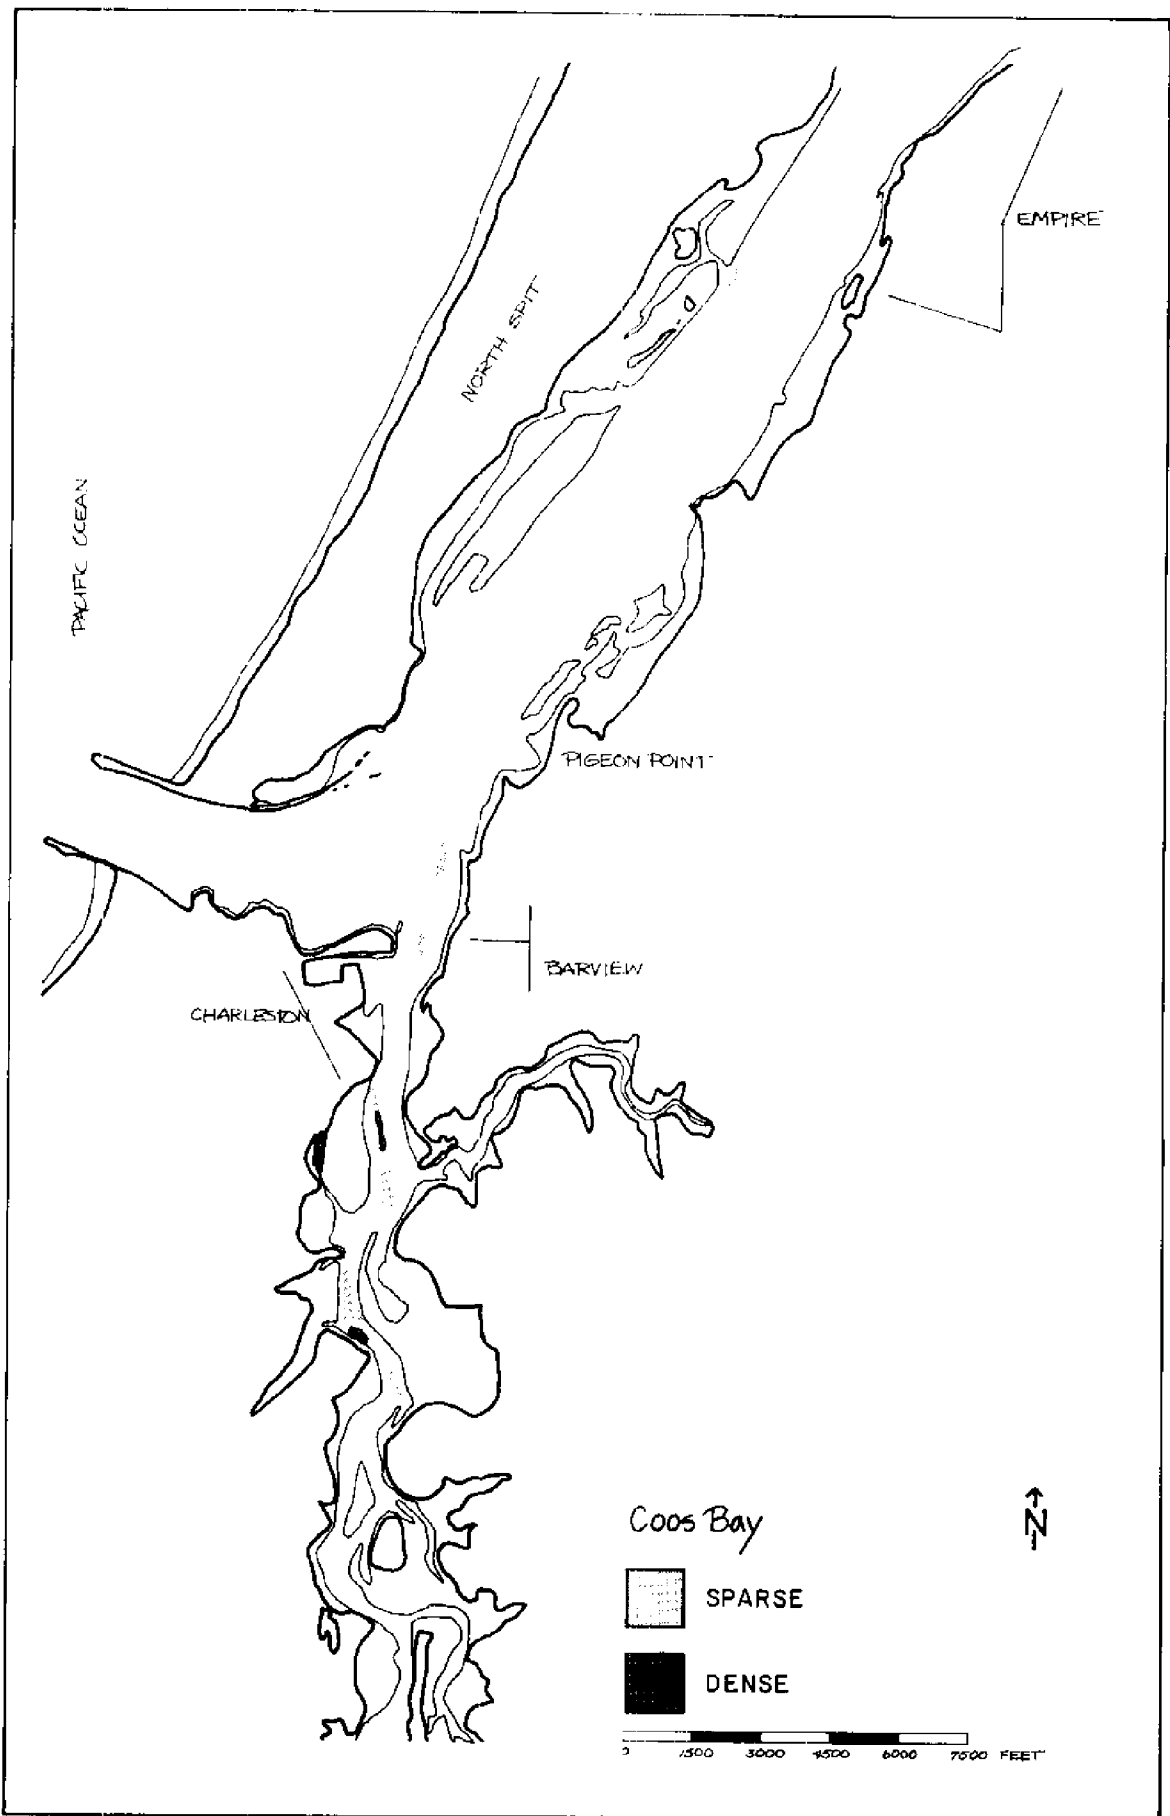 EMPIRE
NORTH SPIT
PACIFIC OCEAN
PIGEON POINT
BARVIEW
CHARLESTON
Coos Bay
N
SPARSE
DENSE
0 1500 3000 4500 6000 7500 FEET